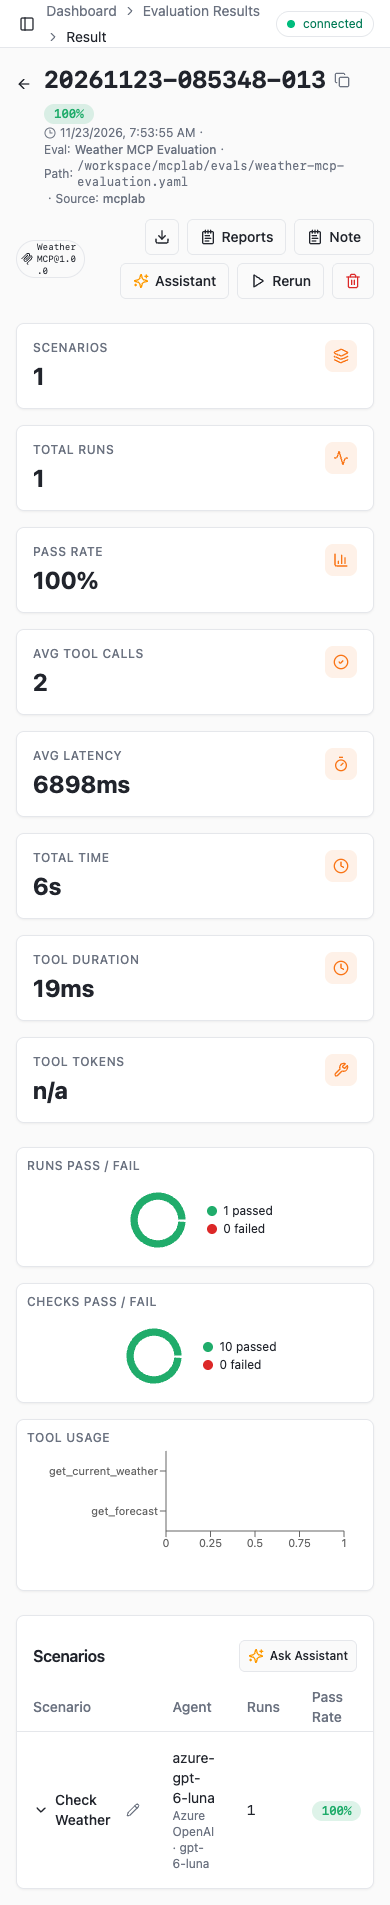 Dashboard > Evaluation Results
> Result
connected
20261123-085348-013
100%
11/23/2026, 7:53:55 AM ·
Eval: Weather MCP Evaluation ·
Path: /workspace/mcplab/evals/weather-mcp-
evaluation.yaml
· Source: mcplab
Weather
MCP@1.0
.0
Reports
Note
Assistant
Rerun
SCENARIOS
1
TOTAL RUNS
1
PASS RATE
100%
AVG TOOL CALLS
2
AVG LATENCY
6898ms
TOTAL TIME
6s
TOOL DURATION
19ms
TOOL TOKENS
n/a
RUNS PASS / FAIL
1 passed
0 failed
CHECKS PASS / FAIL
10 passed
0 failed
TOOL USAGE
get_current_weather
get_forecast
0 0.25 0.5 0.75 1
Scenarios
Ask Assistant
Scenario Agent Runs Pass
Rate
Check
Weather
azure-
gpt-
6-luna
Azure
OpenAI
· gpt-
6-luna
1
100%